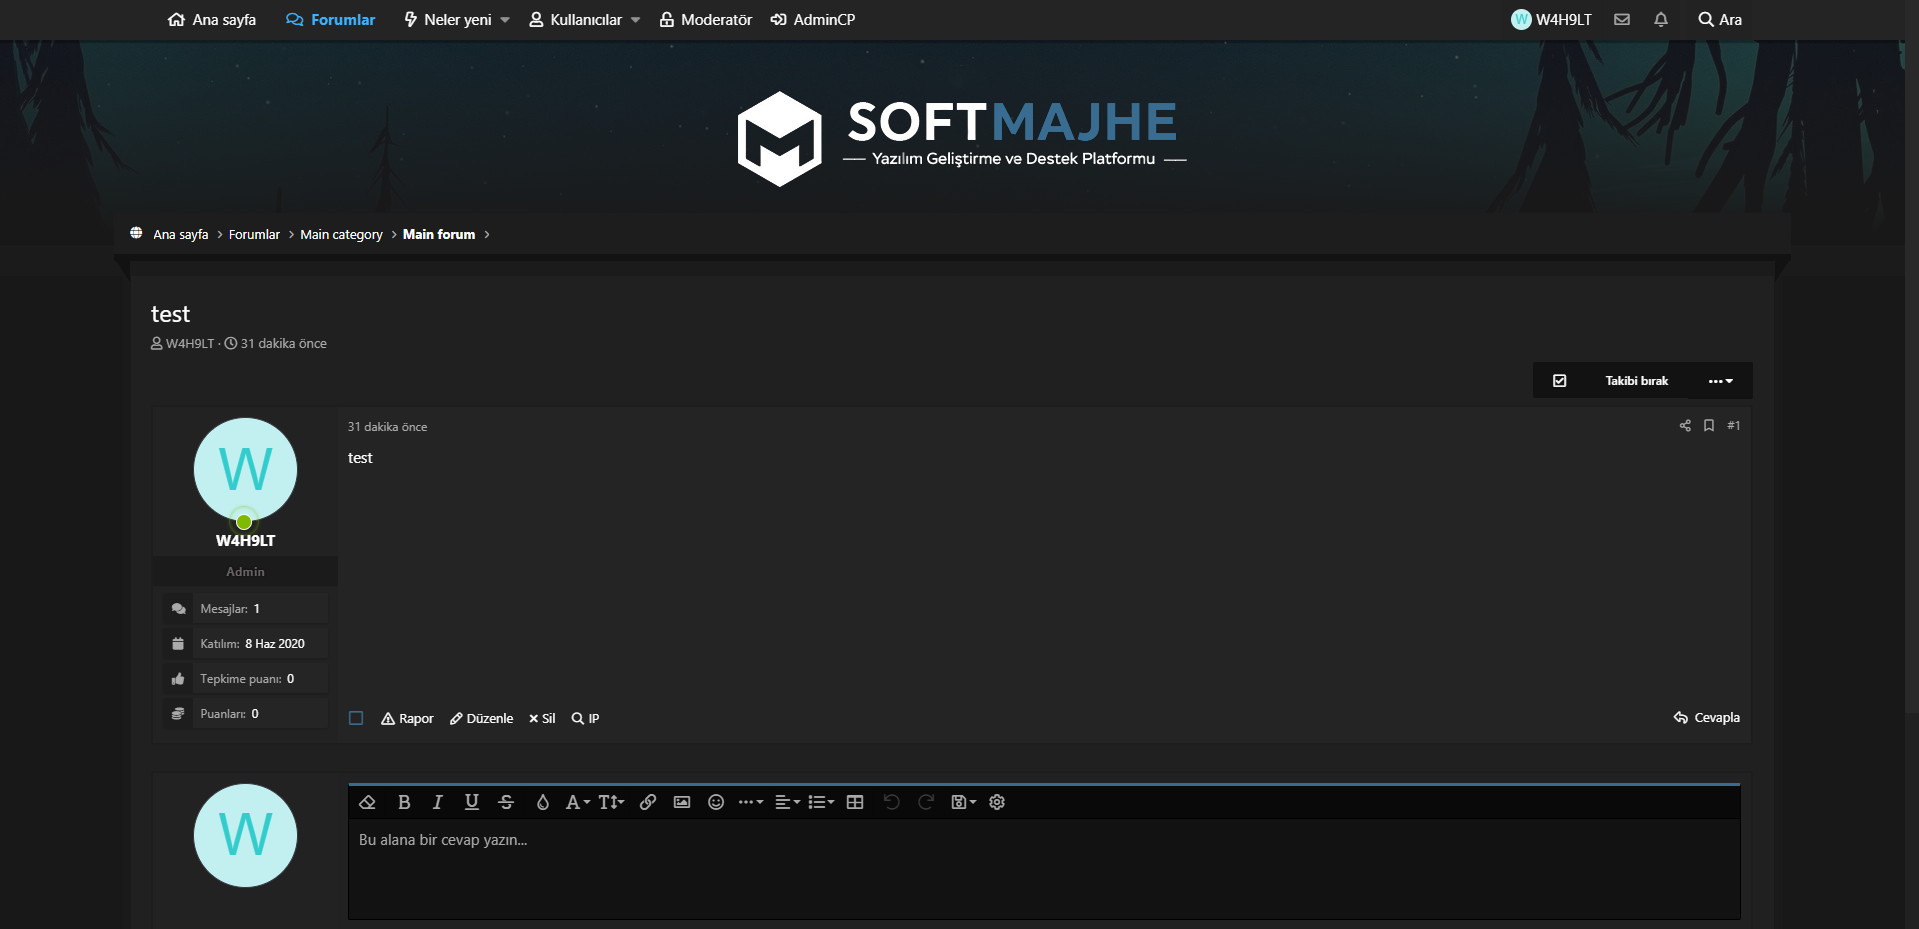 Ana sayfa Forumlar Neler yeni Kullanıcılar Moderatör AdminCP W W4H9LT Ara
SOFTMAJHE
Yazılım Geliştirme ve Destek Platformu
Ana sayfa Forumlar Main category Main forum
test
W4H9LT · 31 dakika önce
Takibi bırak
W
W4H9LT
Admin
Mesajlar: 1
Katılım: 8 Haz 2020
Tepkime puanı: 0
Puanları: 0
31 dakika önce #1
test
Rapor Düzenle Sil IP Cevapla
W
B I U S A T
Bu alana bir cevap yazın...